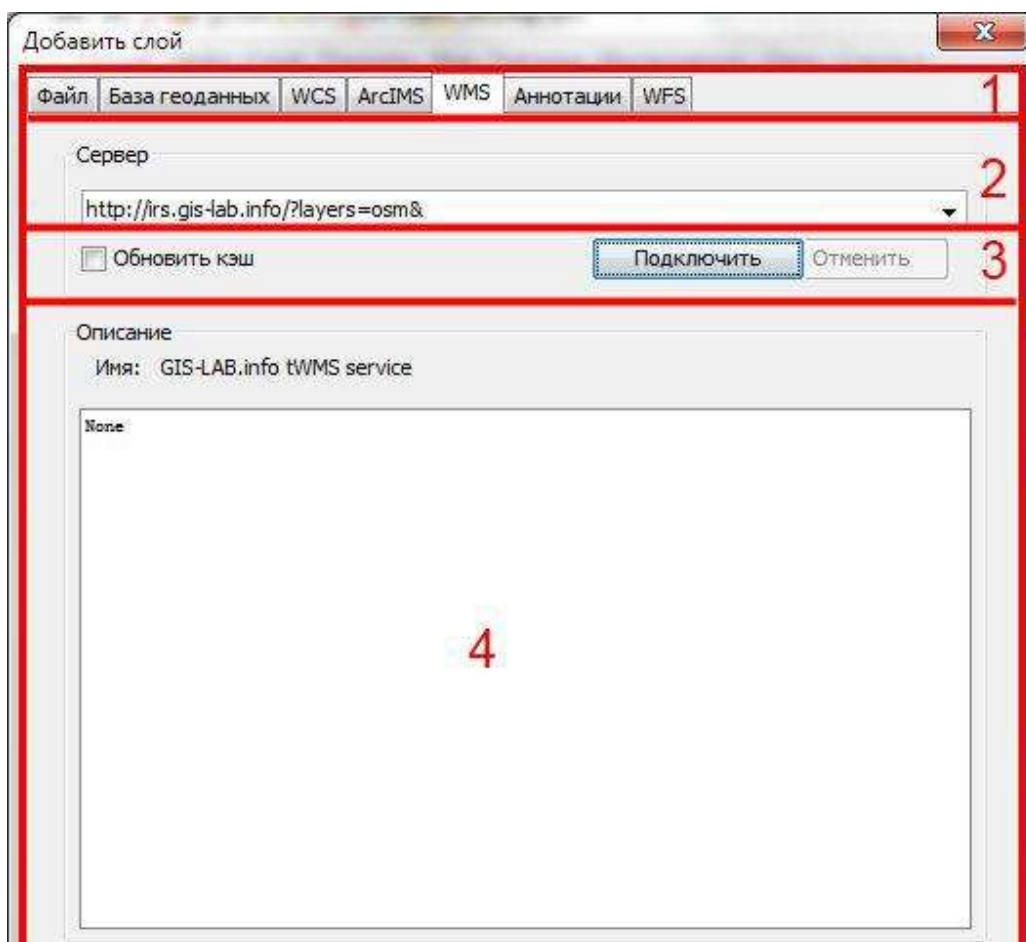 Добавить слой
Файл База геоданных WCS ArcIMS WMS Аннотации WFS 1
Сервер
2
http://irs.gis-lab.info/?layers=osm&
Обновить кэш Подключить Отменить 3
Описание
Имя: GIS-LAB.info tWMS service
None
4